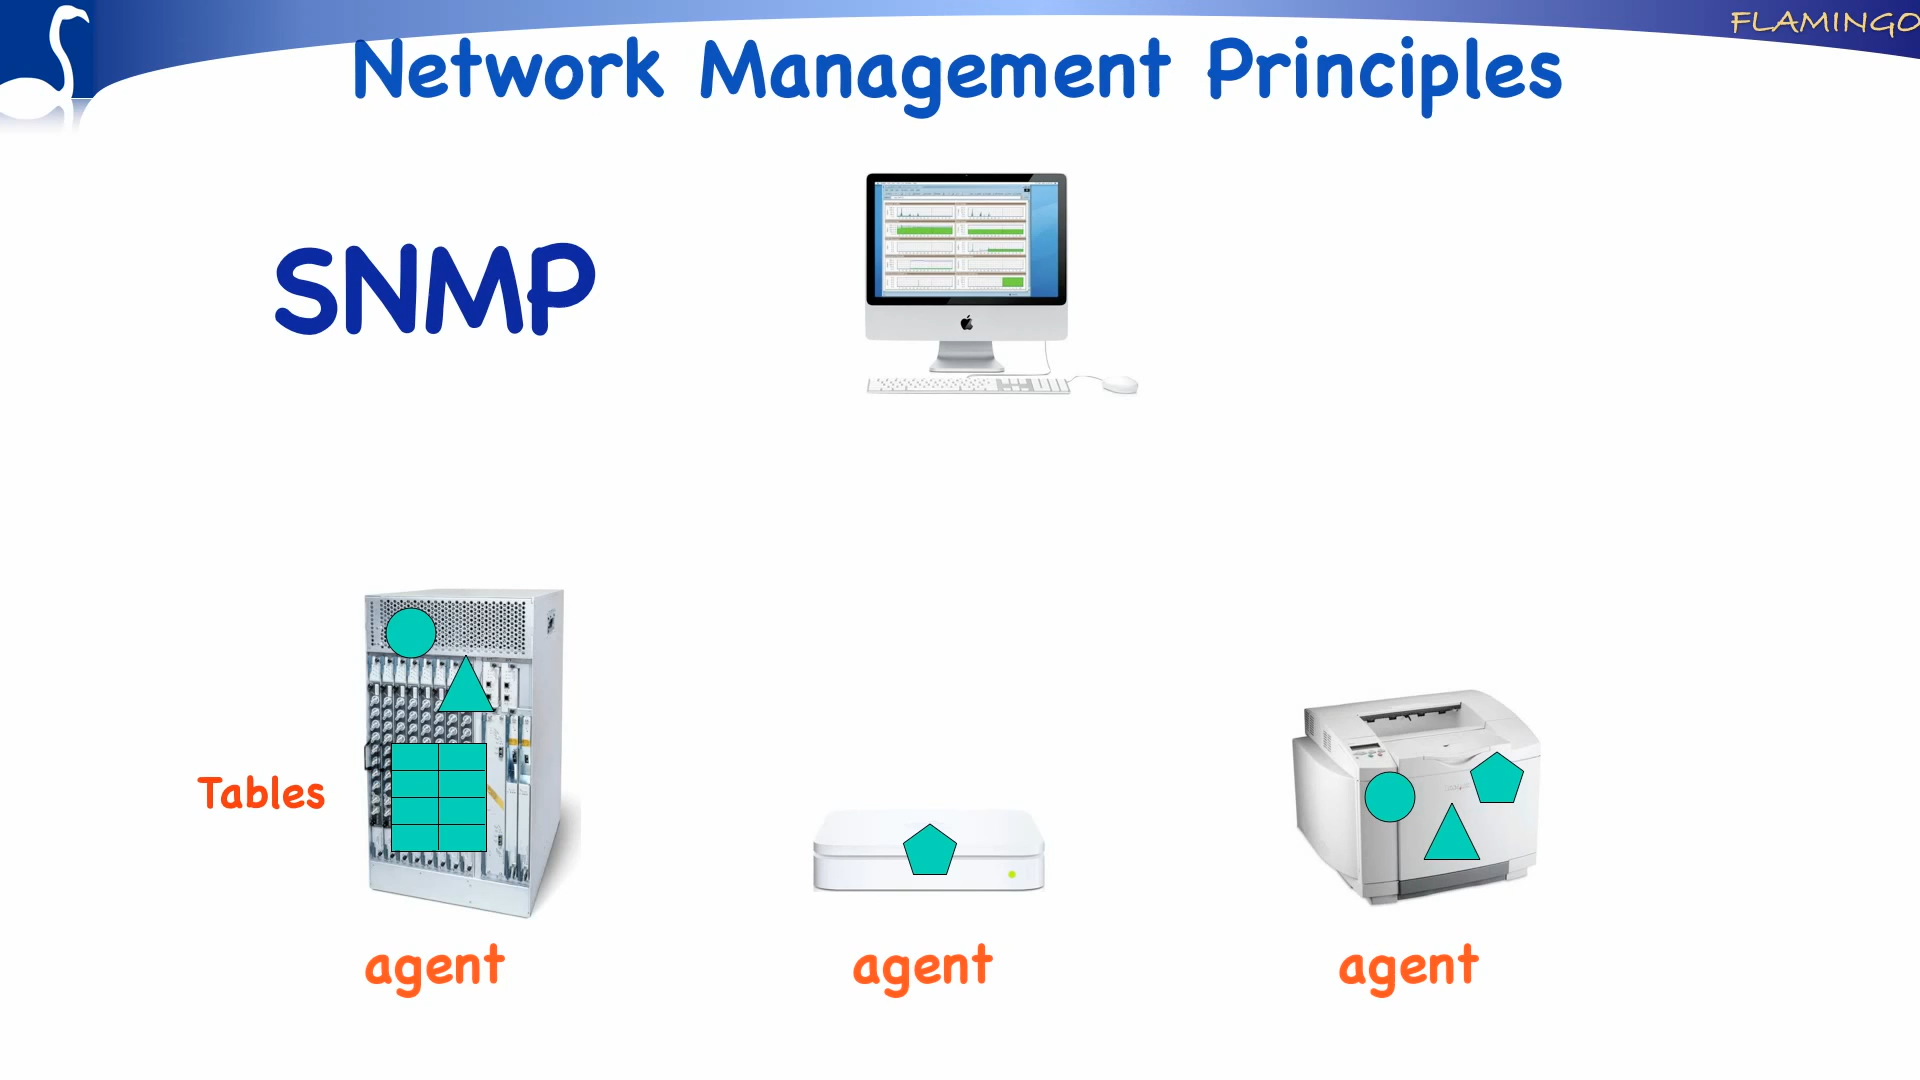 FLAMINGO
Network Management Principles
SNMP
Tables
agent
agent
agent